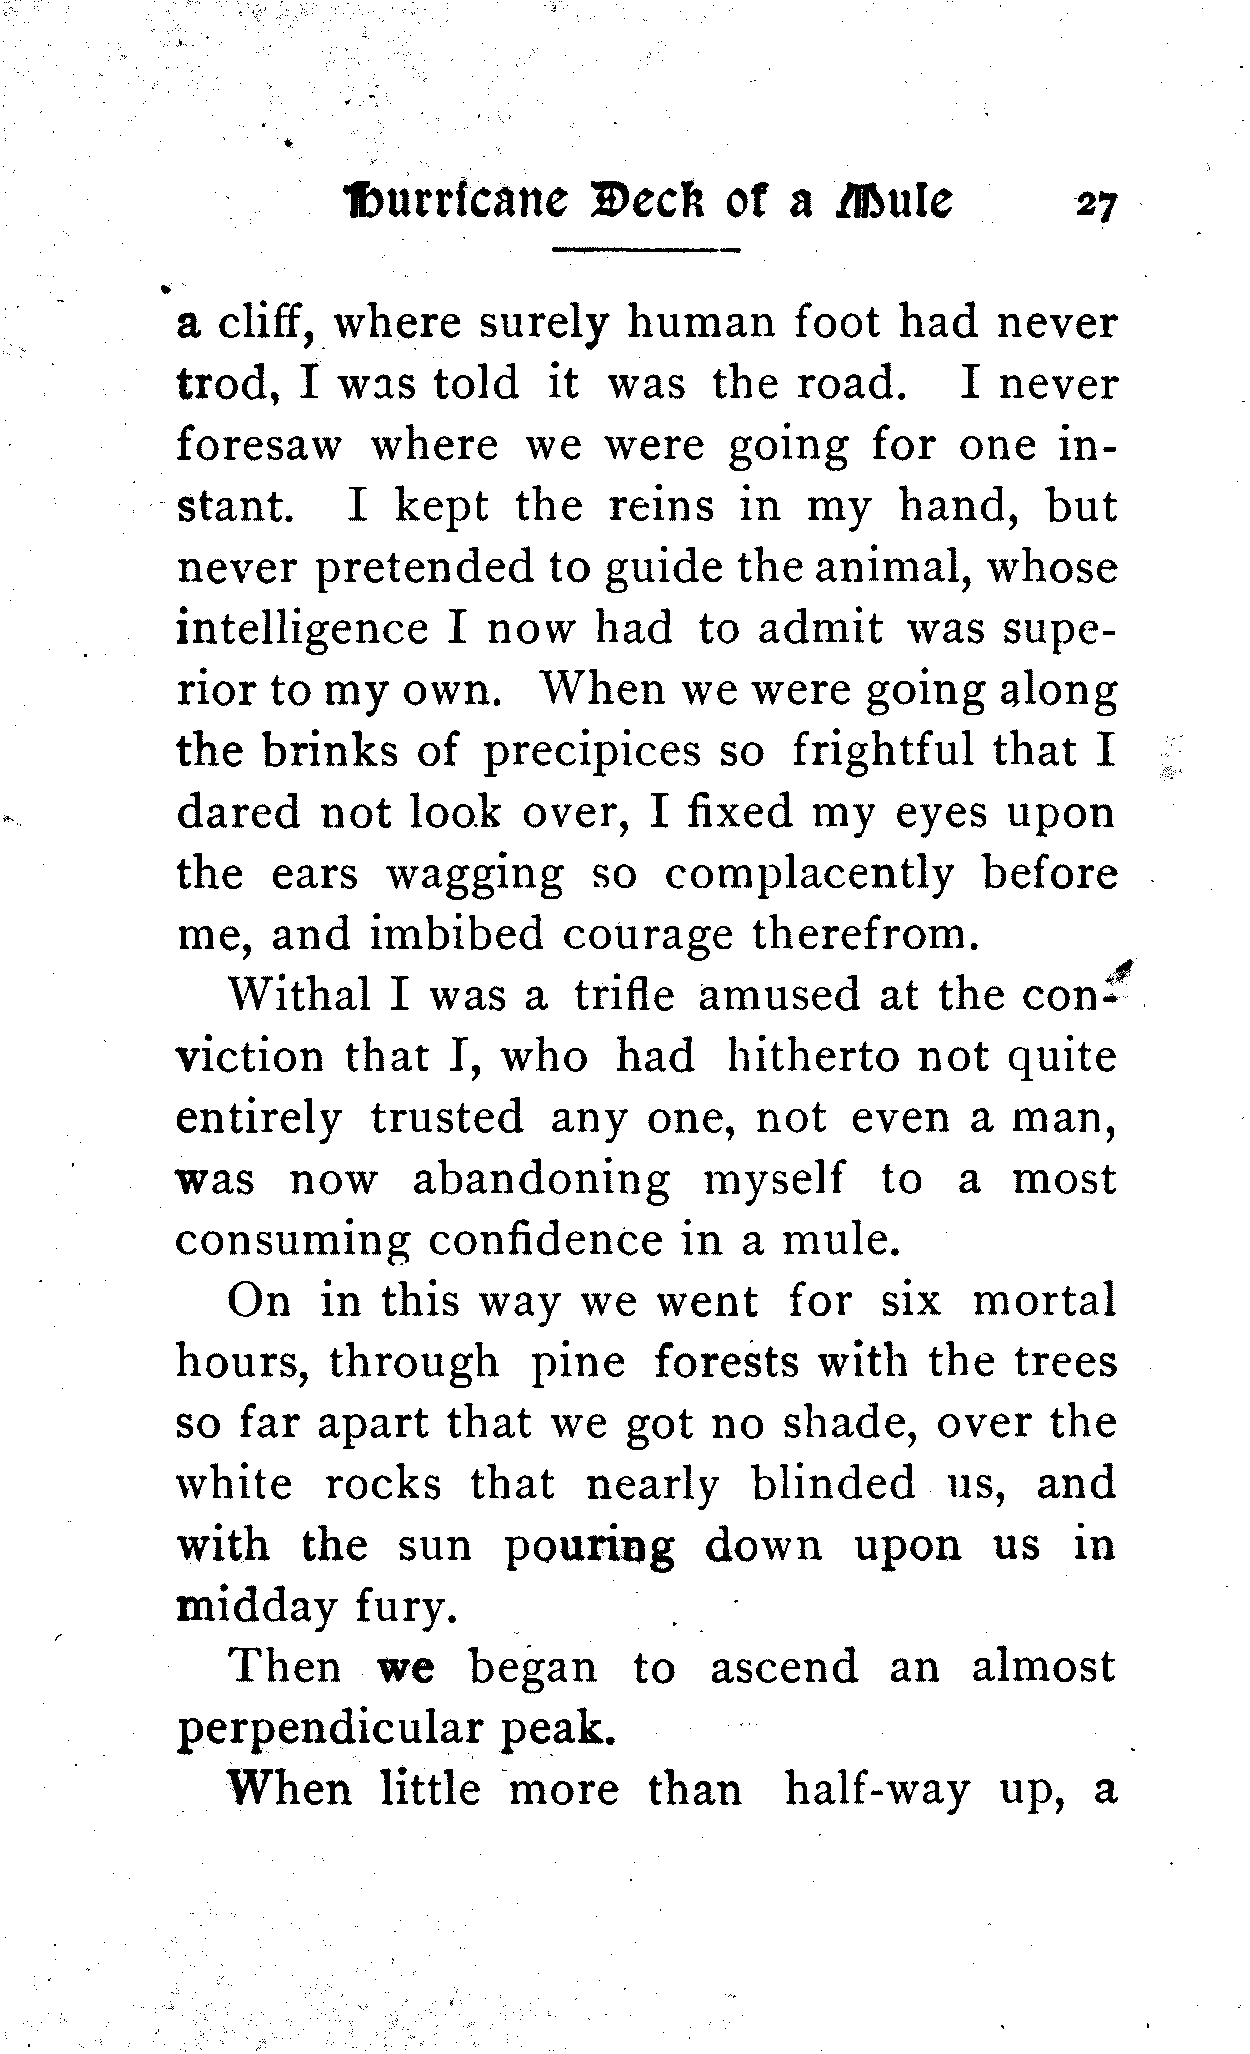 Hurricane Deck of a Mule 27
a cliff, where surely human foot had never
trod, I was told it was the road. I never
foresaw where we were going for one in-
stant. I kept the reins in my hand, but
never pretended to guide the animal, whose
intelligence I now had to admit was supe-
rior to my own. When we were going along
the brinks of precipices so frightful that I
dared not look over, I fixed my eyes upon
the ears wagging so complacently before
me, and imbibed courage therefrom.
Withal I was a trifle amused at the con-
viction that I, who had hitherto not quite
entirely trusted any one, not even a man,
was now abandoning myself to a most
consuming confidence in a mule.
On in this way we went for six mortal
hours, through pine forests with the trees
so far apart that we got no shade, over the
white rocks that nearly blinded us, and
with the sun pouring down upon us in
midday fury.
Then we began to ascend an almost
perpendicular peak.
When little more than half-way up, a